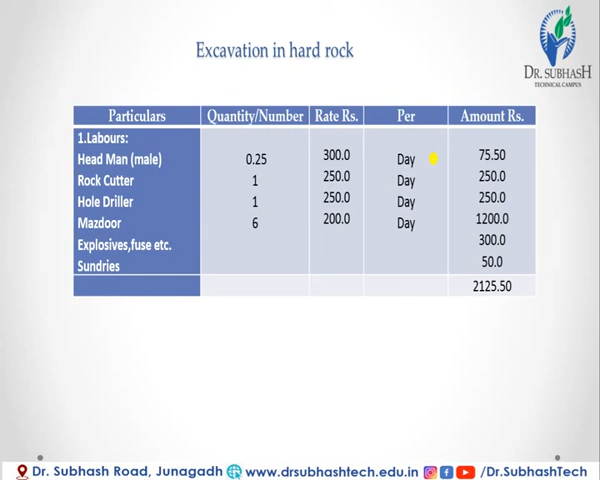 Excavation in hard rock
DR. SUBHASH
TECHNICAL CAMPUS
Particulars Quantity/Number Rate Rs. Per Amount Rs.
1.Labours:
Head Man (male) 0.25 300.0 Day 75.50
Rock Cutter 1 250.0 Day 250.0
Hole Driller 1 250.0 Day 250.0
Mazdoor 6 200.0 Day 1200.0
Explosives,fuse etc. 300.0
Sundries 50.0
2125.50
Dr. Subhash Road, Junagadh www.drsubhashtech.edu.in /Dr.SubhashTech